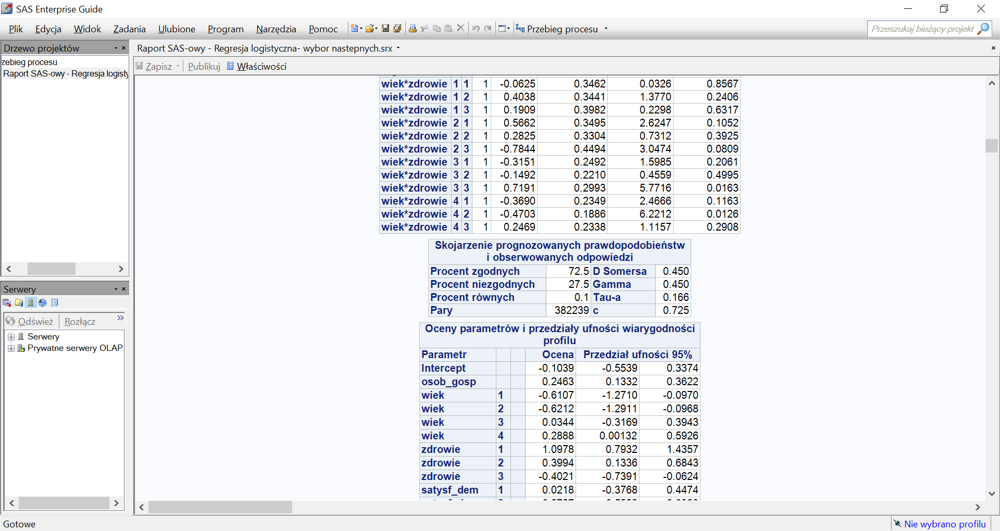 SAS Enterprise Guide
Plik Edycja Widok Zadania Ulubione Program Narzędzia Pomoc Przebieg procesu Przeszukaj bieżący projekt
Drzewo projektów
zebieg procesu
Raport SAS-owy - Regresja logisty
Raport SAS-owy - Regresja logistyczna- wybor nastepnych.srx
Zapisz Publikuj Właściwości
wiek*zdrowie 1 1 1 -0.0625 0.3462 0.0326 0.8567
wiek*zdrowie 1 2 1 0.4038 0.3441 1.3770 0.2406
wiek*zdrowie 1 3 1 0.1909 0.3982 0.2298 0.6317
wiek*zdrowie 2 1 1 0.5662 0.3495 2.6247 0.1052
wiek*zdrowie 2 2 1 0.2825 0.3304 0.7312 0.3925
wiek*zdrowie 2 3 1 -0.7844 0.4494 3.0474 0.0809
wiek*zdrowie 3 1 1 -0.3151 0.2492 1.5985 0.2061
wiek*zdrowie 3 2 1 -0.1492 0.2210 0.4559 0.4995
wiek*zdrowie 3 3 1 0.7191 0.2993 5.7716 0.0163
wiek*zdrowie 4 1 1 -0.3690 0.2349 2.4666 0.1163
wiek*zdrowie 4 2 1 -0.4703 0.1886 6.2212 0.0126
wiek*zdrowie 4 3 1 0.2469 0.2338 1.1157 0.2908
Skojarzenie prognozowanych prawdopodobieństw
i obserwowanych odpowiedzi
Procent zgodnych 72.5 D Somersa 0.450
Procent niezgodnych 27.5 Gamma 0.450
Procent równych 0.1 Tau-a 0.166
Pary 382239 c 0.725
Oceny parametrów i przedziały ufności wiarygodności
profilu
Parametr Ocena Przedział ufności 95%
Intercept -0.1039 -0.5539 0.3374
osob_gosp 0.2463 0.1332 0.3622
wiek 1 -0.6107 -1.2710 -0.0970
wiek 2 -0.6212 -1.2911 -0.0968
wiek 3 0.0344 -0.3169 0.3943
wiek 4 0.2888 0.00132 0.5926
zdrowie 1 1.0978 0.7932 1.4357
zdrowie 2 0.3994 0.1336 0.6843
zdrowie 3 -0.4021 -0.7391 -0.0624
satysf_dem 1 0.0218 -0.3768 0.4474
Serwery
Odśwież Rozłącz
Serwery
Prywatne serwery OLAP
Gotowe
Nie wybrano profilu